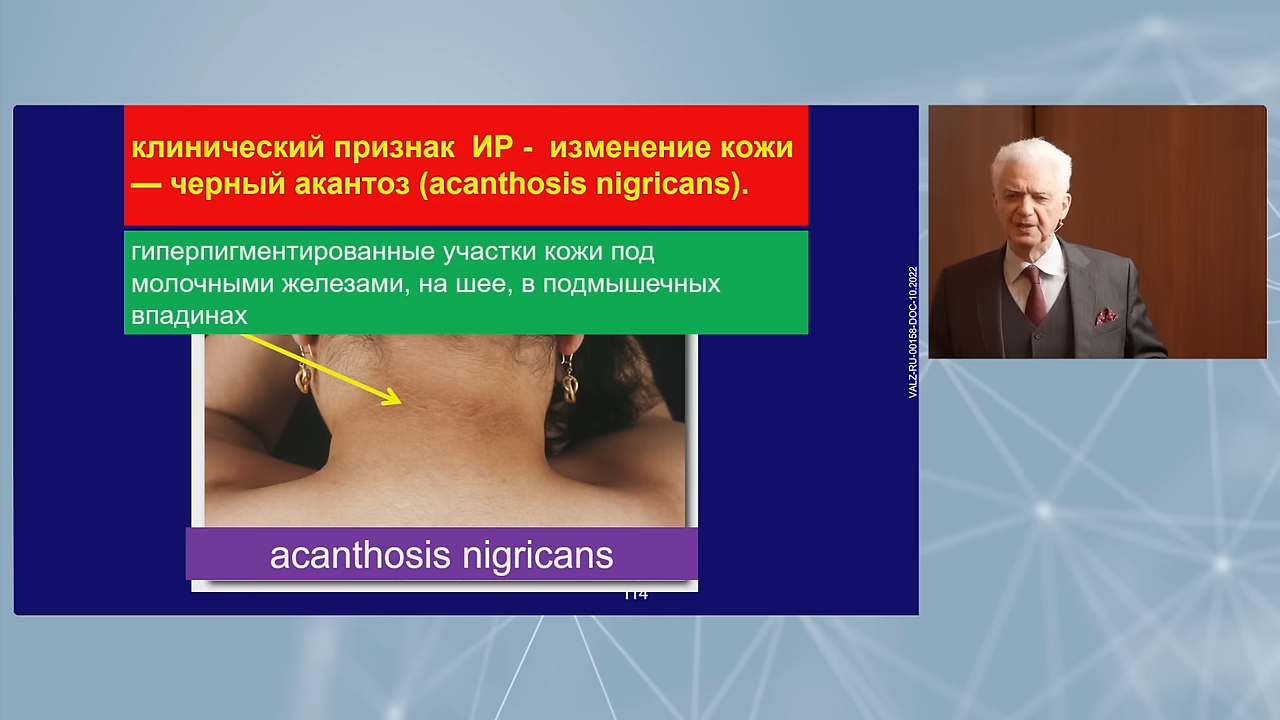 клинический признак ИР - изменение кожи
— черный акантоз (acanthosis nigricans).
гиперпигментированные участки кожи под
молочными железами, на шее, в подмышечных
впадинах
acanthosis nigricans
114
VALZ-RU-00158-DOC-10.2022